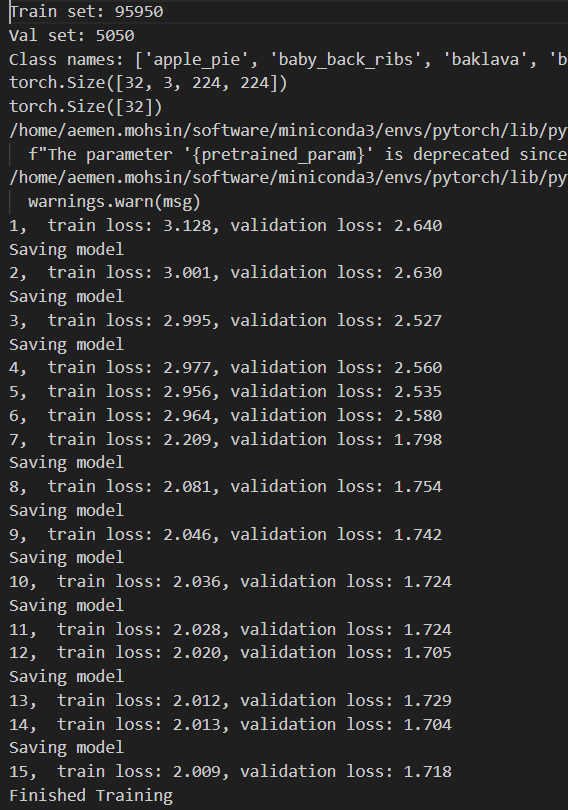 Train set: 95950
Val set: 5050
Class names: ['apple_pie', 'baby_back_ribs', 'baklava', 'b
torch.Size([32, 3, 224, 224])
torch.Size([32])
/home/aemen.mohsin/software/miniconda3/envs/pytorch/lib/py
f"The parameter '{pretrained_param}' is deprecated since
/home/aemen.mohsin/software/miniconda3/envs/pytorch/lib/py
warnings.warn(msg)
1,  train loss: 3.128, validation loss: 2.640
Saving model
2,  train loss: 3.001, validation loss: 2.630
Saving model
3,  train loss: 2.995, validation loss: 2.527
Saving model
4,  train loss: 2.977, validation loss: 2.560
5,  train loss: 2.956, validation loss: 2.535
6,  train loss: 2.964, validation loss: 2.580
7,  train loss: 2.209, validation loss: 1.798
Saving model
8,  train loss: 2.081, validation loss: 1.754
Saving model
9,  train loss: 2.046, validation loss: 1.742
Saving model
10,  train loss: 2.036, validation loss: 1.724
Saving model
11,  train loss: 2.028, validation loss: 1.724
12,  train loss: 2.020, validation loss: 1.705
Saving model
13,  train loss: 2.012, validation loss: 1.729
14,  train loss: 2.013, validation loss: 1.704
Saving model
15,  train loss: 2.009, validation loss: 1.718
Finished Training